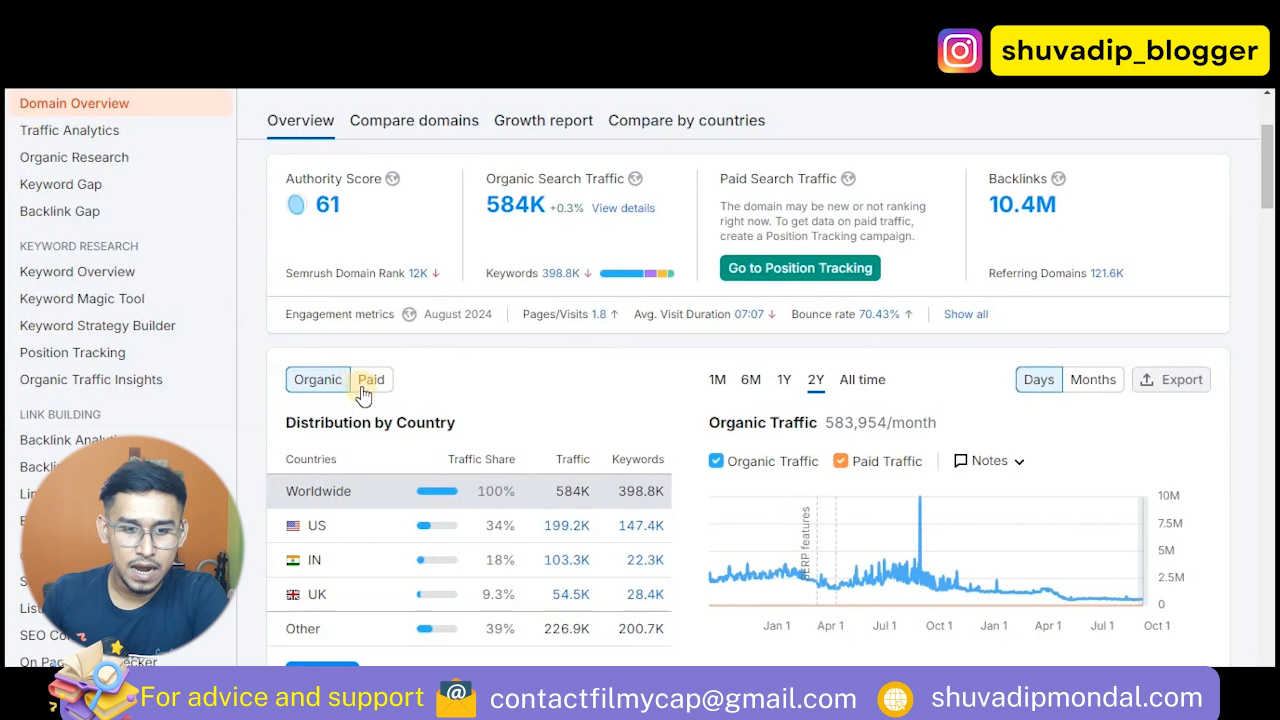 shuvadip_blogger
Domain Overview
Traffic Analytics
Organic Research
Keyword Gap
Backlink Gap
KEYWORD RESEARCH
Keyword Overview
Keyword Magic Tool
Keyword Strategy Builder
Position Tracking
Organic Traffic Insights
LINK BUILDING
Backlink
Overview Compare domains Growth report Compare by countries
Authority Score
61
Semrush Domain Rank 12K ↓
Organic Search Traffic
584K +0.3% View details
Keywords 398.8K ↓
Paid Search Traffic
The domain may be new or not ranking
right now. To get data on paid traffic,
create a Position Tracking campaign.
Go to Position Tracking
Backlinks
10.4M
Referring Domains 121.6K
Engagement metrics August 2024 Pages/Visits 1.8 ↑ Avg. Visit Duration 07:07 ↓ Bounce rate 70.43% ↑ Show all
Organic Paid
Distribution by Country
Countries Traffic Share Traffic Keywords
Worldwide 100% 584K 398.8K
US 34% 199.2K 147.4K
IN 18% 103.3K 22.3K
UK 9.3% 54.5K 28.4K
Other 39% 226.9K 200.7K
1M 6M 1Y 2Y All time Days Months Export
Organic Traffic 583,954/month
Organic Traffic Paid Traffic Notes
SERP features
10M
7.5M
5M
2.5M
0
Jan 1 Apr 1 Jul 1 Oct 1 Jan 1 Apr 1 Jul 1 Oct 1
For advice and support @ contactfilmycap@gmail.com shuvadipmondal.com